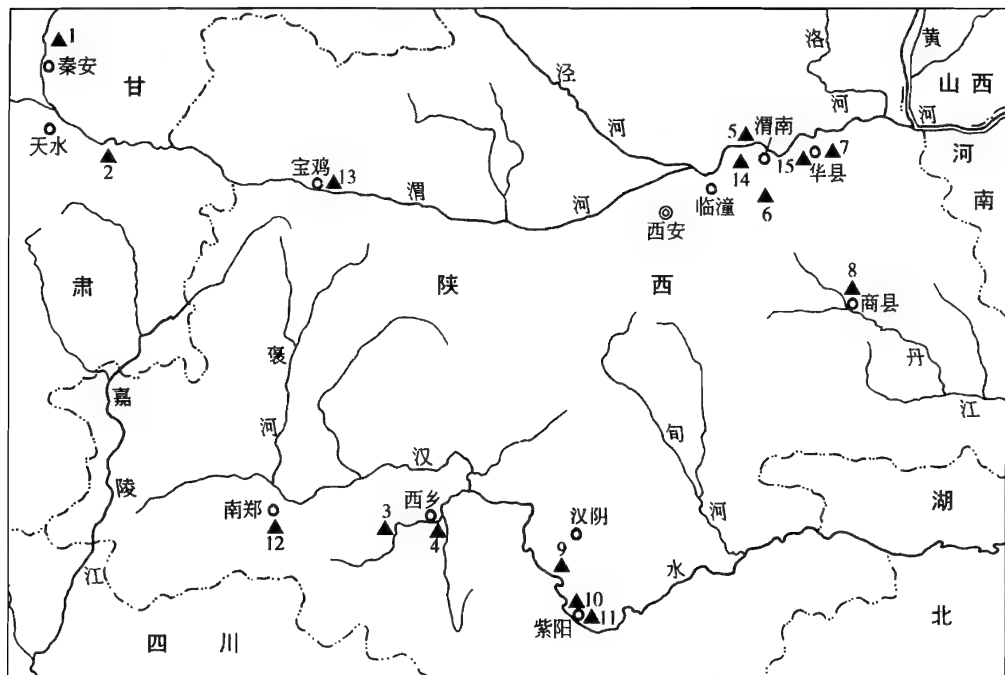 1
秦安
甘
天水
2
宝鸡
13
渭
河
泾
河
洛
河
黄
河
山西
河
南
5
渭南
14
15
华县
7
临潼
6
西安
肃
陕
西
8
商县
丹
江
嘉
陵
江
褒
河
汉
南郑
12
3
西乡
4
旬
河
汉阴
9
10
紫阳
11
水
湖
北
四川